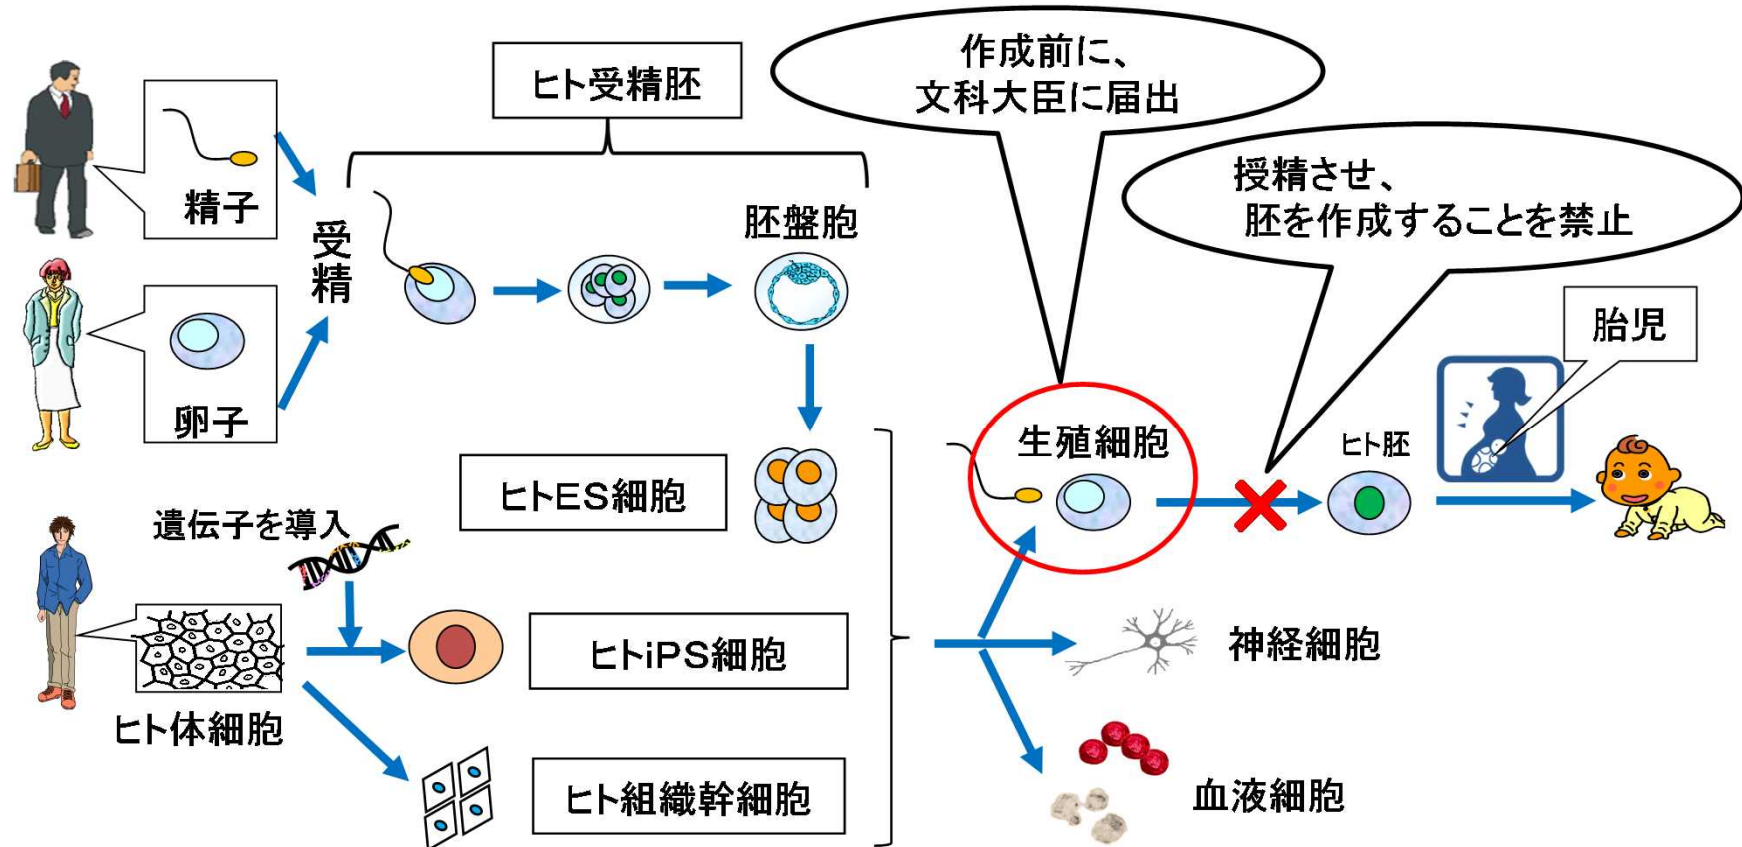 作成前に、
文科大臣に届出
ヒト受精胚
授精させ、
胚を作成することを禁止
精子
受精
胚盤胞
胎児
卵子
生殖細胞
ヒト胚
ヒトES細胞
遺伝子を導入
ヒトiPS細胞
神経細胞
ヒト体細胞
ヒト組織幹細胞
血液細胞